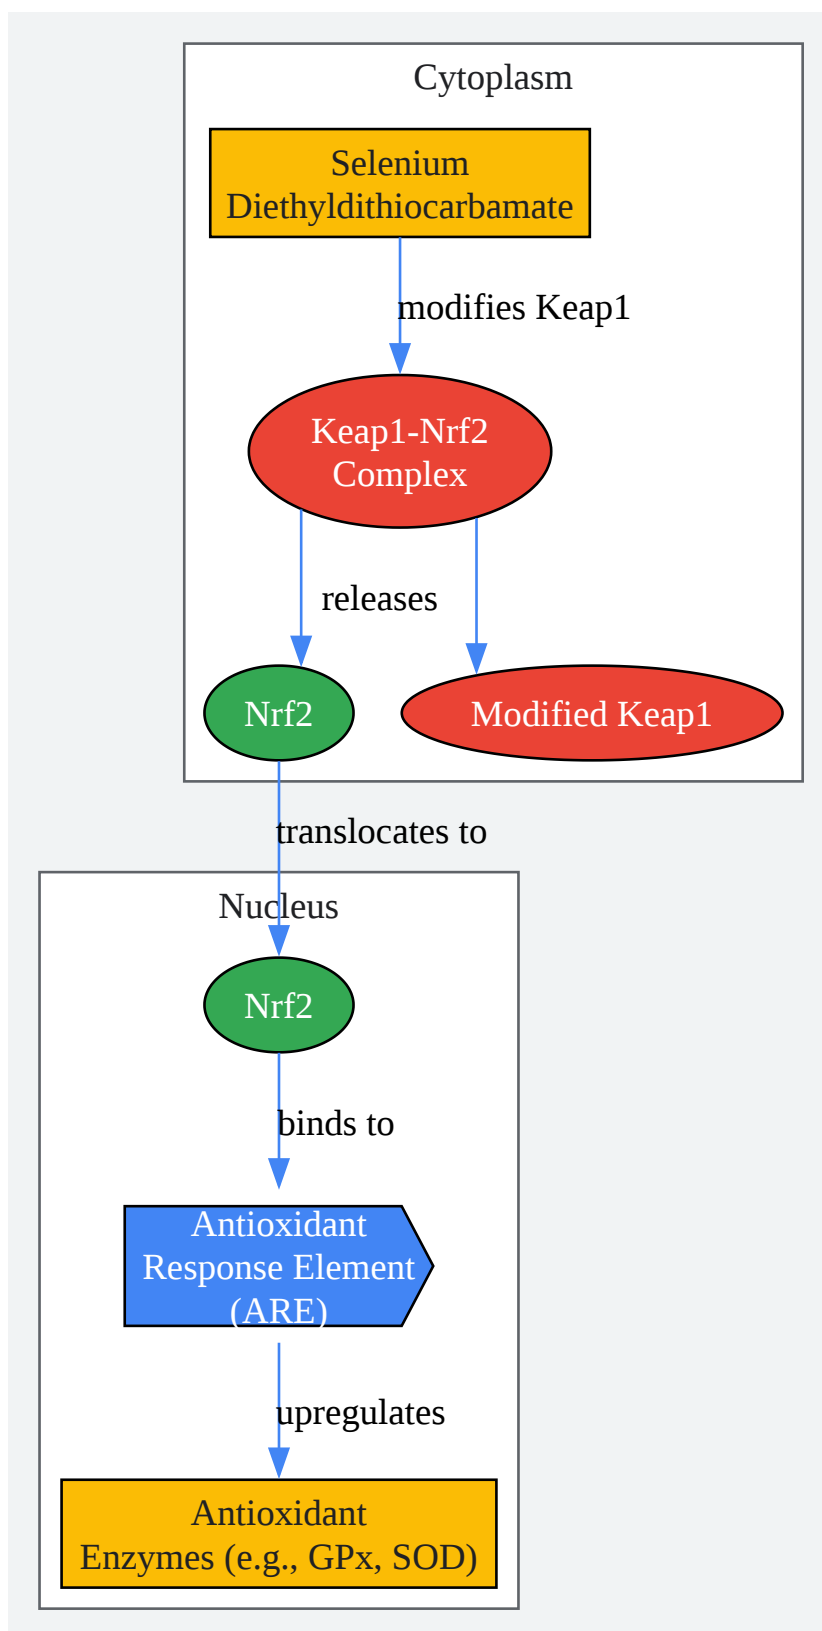 Cytoplasm
Selenium
Diethyldithiocarbamate
modifies Keap1
Keap1-Nrf2
Complex
releases
Nrf2
Modified Keap1
translocates to
Nucleus
Nrf2
binds to
Antioxidant
Response Element
(ARE)
upregulates
Antioxidant
Enzymes (e.g., GPx, SOD)